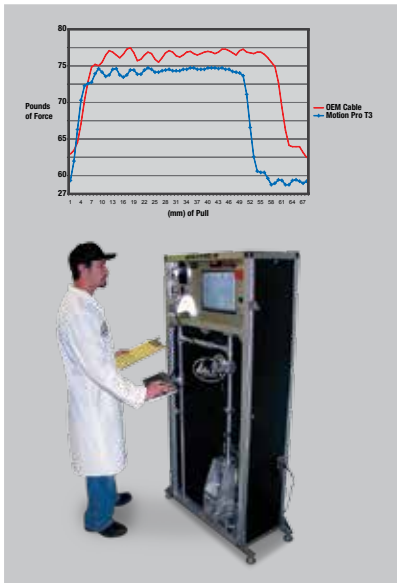 80
75
70
65
60
27
Pounds
of Force
OEM Cable
Motion Pro T3
1 4 7 10 13 16 19 22 25 28 31 34 37 40 43 46 49 52 55 58 61 64 67
(mm) of Pull